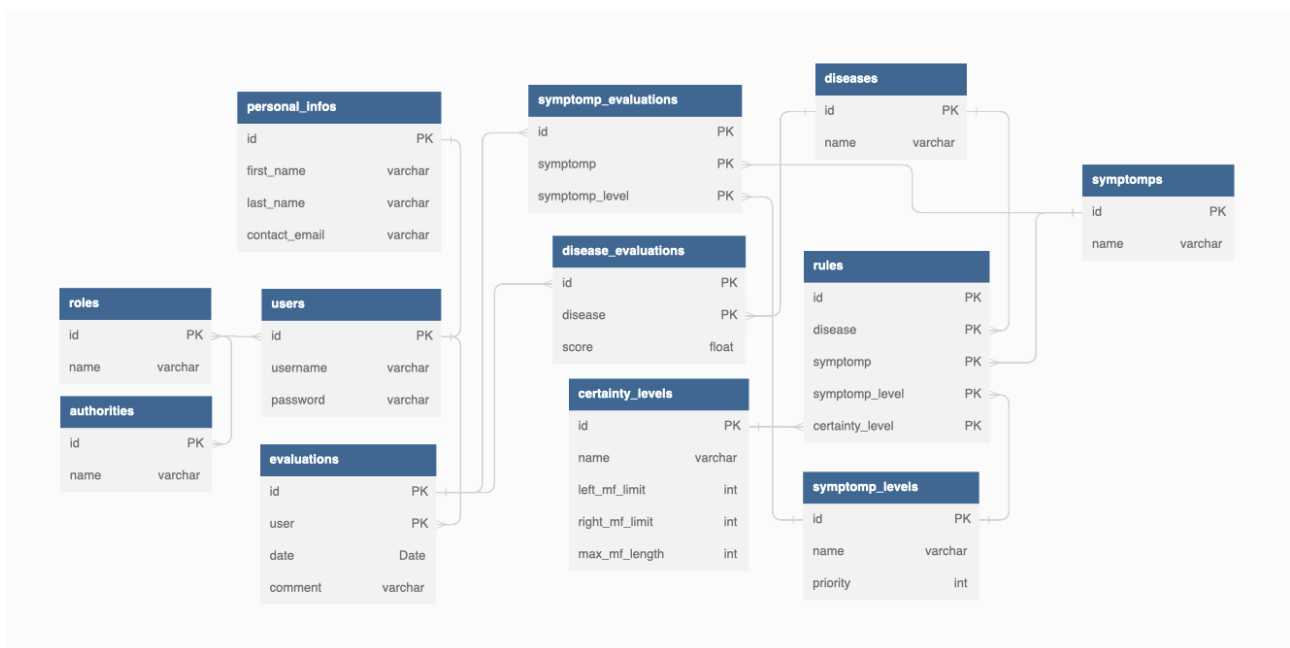 personal_infos
id PK
first_name varchar
last_name varchar
contact_email varchar
symptomp_evaluations
id PK
symptomp PK
symptomp_level PK
diseases
id PK
name varchar
symptomps
id PK
name varchar
disease_evaluations
id PK
disease PK
score float
rules
id PK
disease PK
symptomp PK
symptomp_level PK
certainty_level PK
roles
id PK
name varchar
users
id PK
username varchar
password varchar
authorities
id PK
name varchar
certainty_levels
id PK
name varchar
left_mf_limit int
right_mf_limit int
max_mf_length int
evaluations
id PK
user PK
date Date
comment varchar
symptomp_levels
id PK
name varchar
priority int